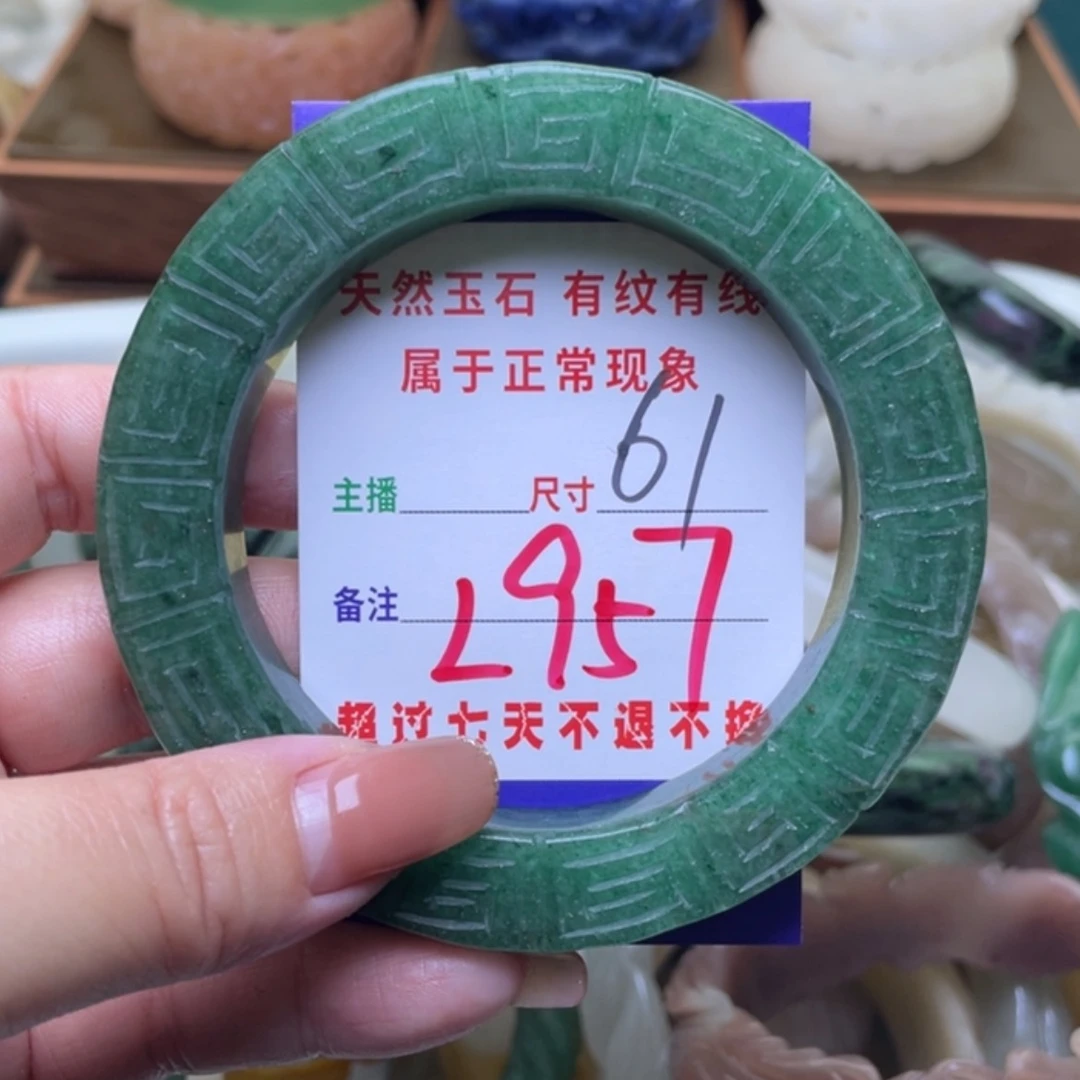 天然玉石 有纹有线
属于正常现象
主播 尺寸 61
备注 L957
超过七天不退不换